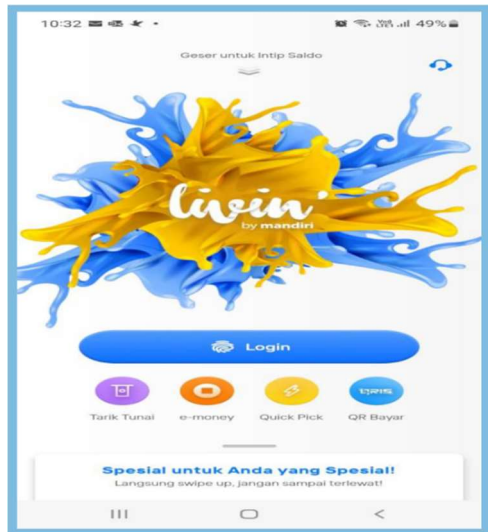 10:32
49%
Geser untuk Intip Saldo
livin'
by mandiri
Login
Tarik Tunai
e-money
Quick Pick
QR Bayar
Spesial untuk Anda yang Spesial!
Langsung swipe up, jangan sampai terlewat!